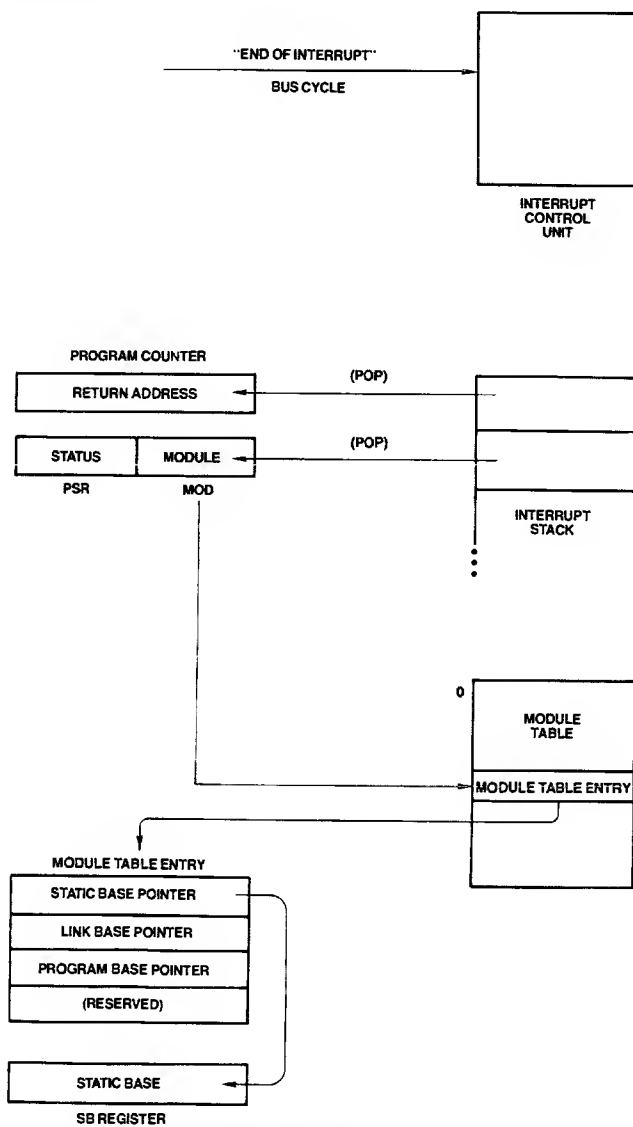 "END OF INTERRUPT"
BUS CYCLE
INTERRUPT
CONTROL
UNIT
PROGRAM COUNTER
RETURN ADDRESS
(POP)
STATUS
MODULE
(POP)
PSR
MOD
INTERRUPT
STACK
0
MODULE
TABLE
MODULE TABLE ENTRY
MODULE TABLE ENTRY
STATIC BASE POINTER
LINK BASE POINTER
PROGRAM BASE POINTER
(RESERVED)
STATIC BASE
SB REGISTER